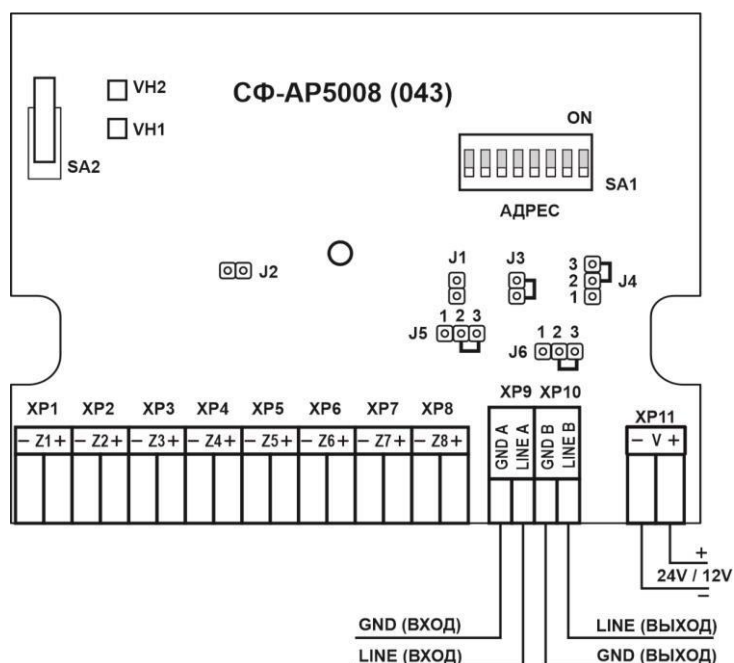 СФ-АР5008 (043)
VH2
VH1
SA2
ON
SA1
АДРЕС
J2
J1
J3
3
2
1
J4
J5
1 2 3
J6
1 2 3
XP1 XP2 XP3 XP4 XP5 XP6 XP7 XP8
- Z1 + - Z2 + - Z3 + - Z4 + - Z5 + - Z6 + - Z7 + - Z8 +
XP9 XP10
GND A
LINE A
GND B
LINE B
XP11
- V +
+
24V / 12V
–
GND (ВХОД)
LINE (ВЫХОД)
LINE (ВХОД)
GND (ВЫХОД)